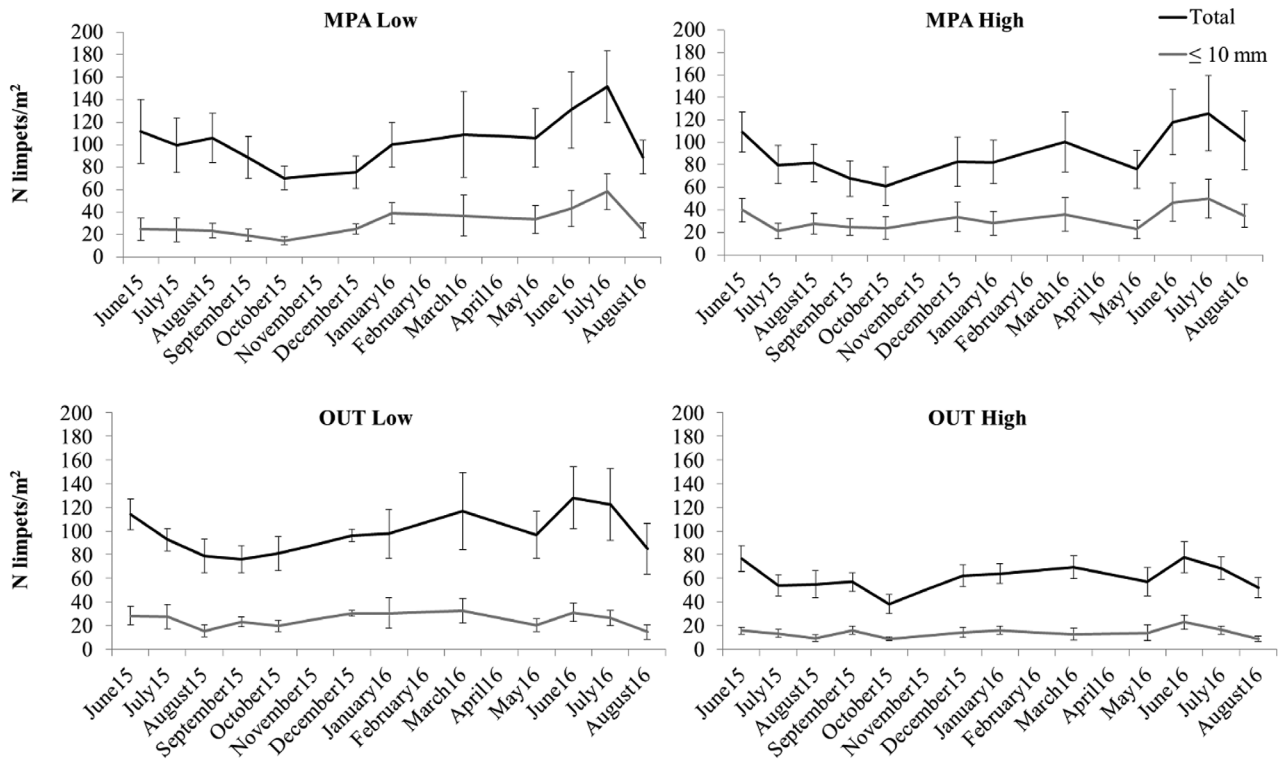 MPA Low
N limpets/m²
200
180
160
140
120
100
80
60
40
20
0
June15
July15
August15
September15
October15
November15
December15
January16
February16
March16
April16
May16
June16
July16
August16
MPA High
Total
≤ 10 mm
200
180
160
140
120
100
80
60
40
20
0
June15
July15
August15
September15
October15
November15
December15
January16
February16
March16
April16
May16
June16
July16
August16
OUT Low
N limpets/m²
200
180
160
140
120
100
80
60
40
20
0
June15
July15
August15
September15
October15
November15
December15
January16
February16
March16
April16
May16
June16
July16
August16
OUT High
200
180
160
140
120
100
80
60
40
20
0
June15
July15
August15
September15
October15
November15
December15
January16
February16
March16
April16
May16
June16
July16
August16